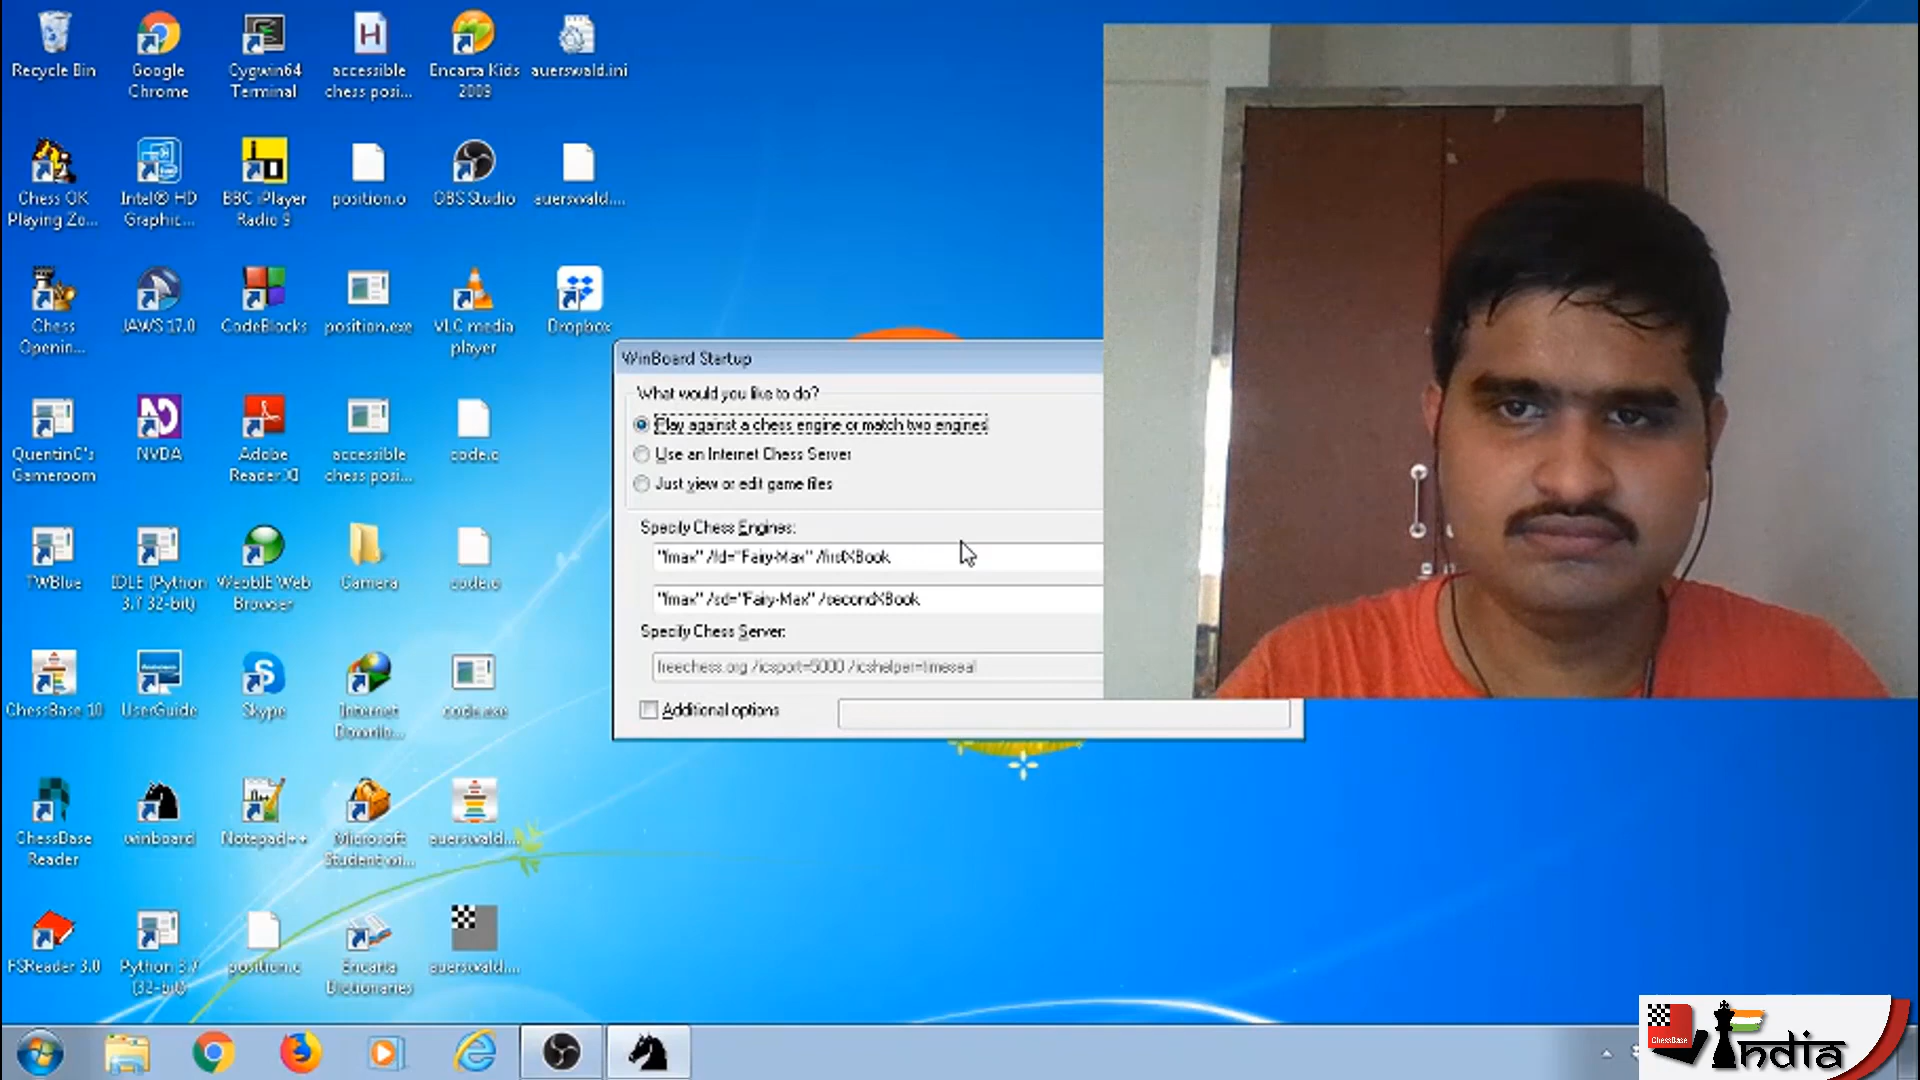 Recycle Bin
Google
Chrome
Cygwin64
Terminal
accessible
chess posi...
Encarta Kids
2009
auerswald.ini
Chess OK
Playing Zo...
Intel® HD
Graphic...
BBC iPlayer
Radio 9
position.o
OBS Studio
auerswald....
Chess
Openin...
JAWS 17.0
CodeBlocks
position.exe
VLC media
player
Dropbox
QuentinC's
Gameroom
NVDA
Adobe
Reader XI
accessible
chess posi...
code.c
TWBlue
IDLE (Python
3.7 32-bit)
WebbIE Web
Browser
Camera
code.o
ChessBase 10
UserGuide
Skype
Internet
Downlo...
code.exe
ChessBase
Reader
winboard
Notepad++
Microsoft
Student wi...
auerswald....
FSReader 3.0
Python 3.7
(32-bit)
position.c
Encarta
Dictionaries
auerswald....
WinBoard Startup
What would you like to do?
Play against a chess engine or match two engines
Use an Internet Chess Server
Just view or edit game files
Specify Chess Engines:
"fmax" /fd="Fairy-Max" /firstXBook
"fmax" /sd="Fairy-Max" /secondXBook
Specify Chess Server:
freechess.org /icsport=5000 /icshelper=timeseal
Additional options
ChessBase
India